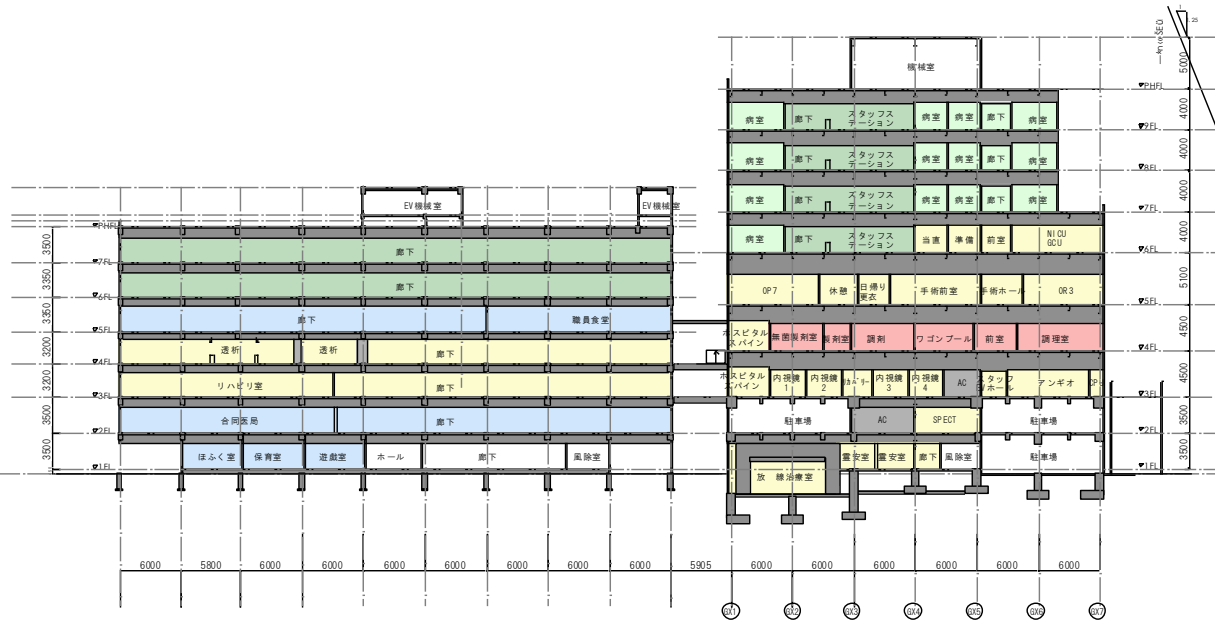 1
25
5000
機械室
▼PHFL
病室 廊下 スタッフス
テーション 病室 病室 廊下 病室
4000
▼9FL
病室 廊下 スタッフス
テーション 病室 病室 廊下 病室
4000
▼8FL
病室 廊下 スタッフス
テーション 病室 病室 廊下 病室
4000
▼7FL
病室 廊下 スタッフス
テーション 当直 準備 前室 NICU
GCU
4000
▼6FL
OP7 休憩 日帰り
更衣 手術前室 手術ホール OR3
5100
▼5FL
ホスピタル
スパイン 無菌製剤室 製剤室 調剤 ワゴンプール 前室 調理室
4500
▼4FL
ホスピタル
スパイン 内視鏡
1 内視鏡
2 リカバリー 内視鏡
3 内視鏡
4 AC スタッフ
アンギオ
4500
▼3FL
駐車場 AC SPECT 駐車場
3500
▼2FL
霊安室 霊安室 廊下 風除室 駐車場
3500
▼1FL
放 線治療室
EV機械室 EV機械室
▼PHFL
3500
廊下
▼7FL
3350
廊下
▼6FL
3350
廊下 職員食堂
▼5FL
3200
透析 透析 廊下
▼4FL
3200
リハビリ室 廊下
▼3FL
3500
合同医局 廊下
▼2FL
3500
ほふく室 保育室 遊戯室 ホール 廊下 風除室
▼1FL
6000 5800 6000 6000 6000 6000 6000 6000 6000 5905 6000 6000 6000 6000 6000 6000
GX1 GX2 GX3 GX4 GX5 GX6 GX7